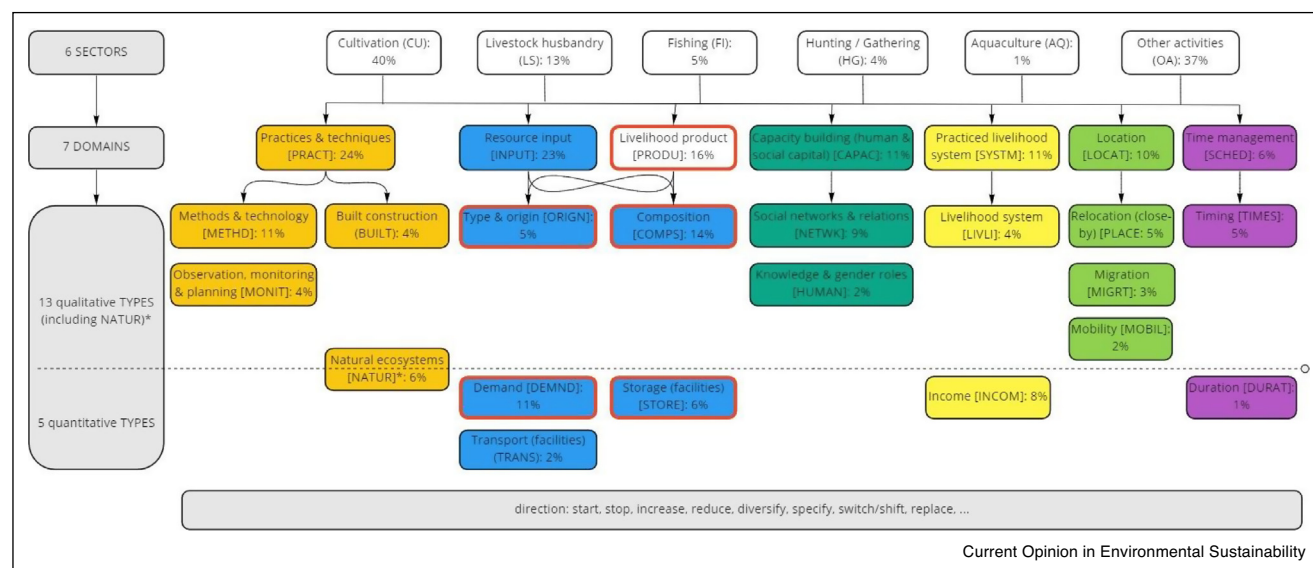 6 SECTORS
Cultivation (CU):
40%
Livestock husbandry
(LS): 13%
Fishing (FI):
5%
Hunting / Gathering
(HG): 4%
Aquaculture (AQ):
1%
Other activities
(OA): 37%
7 DOMAINS
Practices & techniques
[PRACT]: 24%
Resource input
[INPUT]: 23%
Livelihood product
[PRODU]: 16%
Capacity building (human &
social capital) [CAPAC]: 11%
Practiced livelihood
system [SYSTM]: 11%
Location
[LOCAT]: 10%
Time management
[SCHED]: 6%
Methods & technology
[METHD]: 11%
Built construction
(BUILT): 4%
Type & origin [ORIGN]:
5%
Composition
[COMPS]: 14%
Social networks & relations
[NETWK]: 9%
Livelihood system
[LIVLI]: 4%
Relocation (close-
by) [PLACE: 5%
Timing [TIMES]:
5%
Observation, monitoring
& planning [MONIT]: 4%
Knowledge & gender roles
[HUMAN]: 2%
Migration
[MIGRT]: 3%
13 qualitative TYPES
(including NATUR)*
Mobility [MOBIL]:
2%
Natural ecosystems
[NATUR]*: 6%
Demand [DEMND]:
11%
Storage (facilities)
[STORE]: 6%
Income [INCOM]: 8%
Duration [DURAT]:
1%
5 quantitative TYPES
Transport (facilities)
(TRANS): 2%
direction: start, stop, increase, reduce, diversify, specify, switch/shift, replace, ...
Current Opinion in Environmental Sustainability